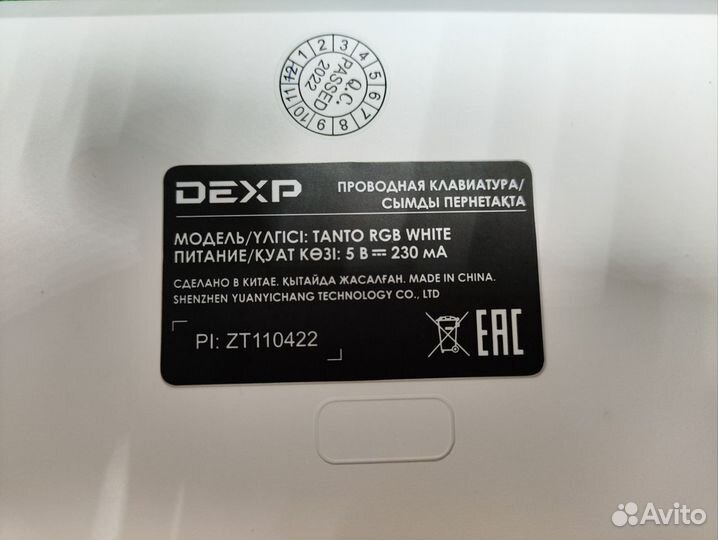 1 2 3 4 5 6 7 8 9 10 11 12
Q.C.
PASSED
2022
DEXP
ПРОВОДНАЯ КЛАВИАТУРА/
СЫМДЫ ПЕРНЕТАҚТА
МОДЕЛЬ/ҮЛГІСІ: TANTO RGB WHITE
ПИТАНИЕ/ҚУАТ КӨЗІ: 5 В ⎓ 230 мА
СДЕЛАНО В КИТАЕ. ҚЫТАЙДА ЖАСАЛҒАН. MADE IN CHINA.
SHENZHEN YUANYICHANG TECHNOLOGY CO., LTD
PI: ZT110422
EAC
Avito